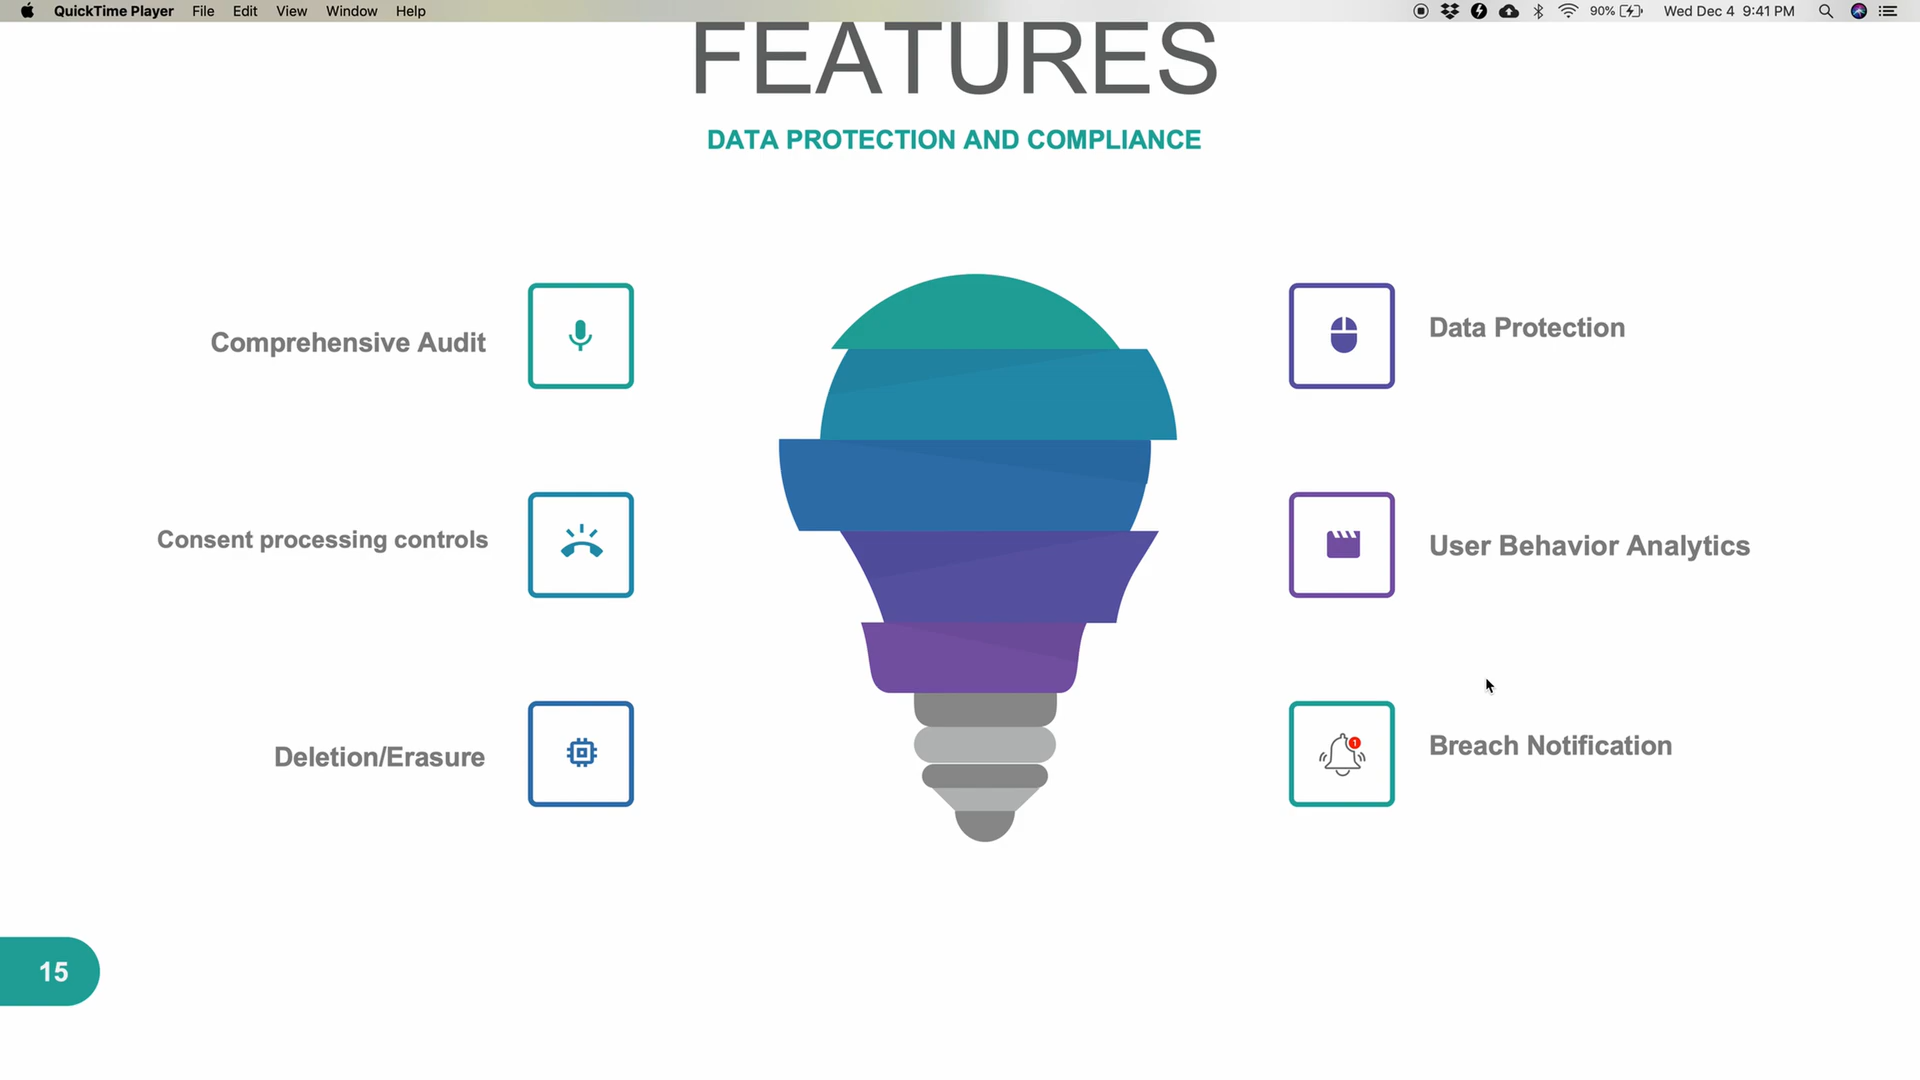 QuickTime Player File Edit View Window Help 90% Wed Dec 4 9:41 PM
FEATURES
DATA PROTECTION AND COMPLIANCE
Comprehensive Audit
Data Protection
Consent processing controls
User Behavior Analytics
Deletion/Erasure
1
Breach Notification
15